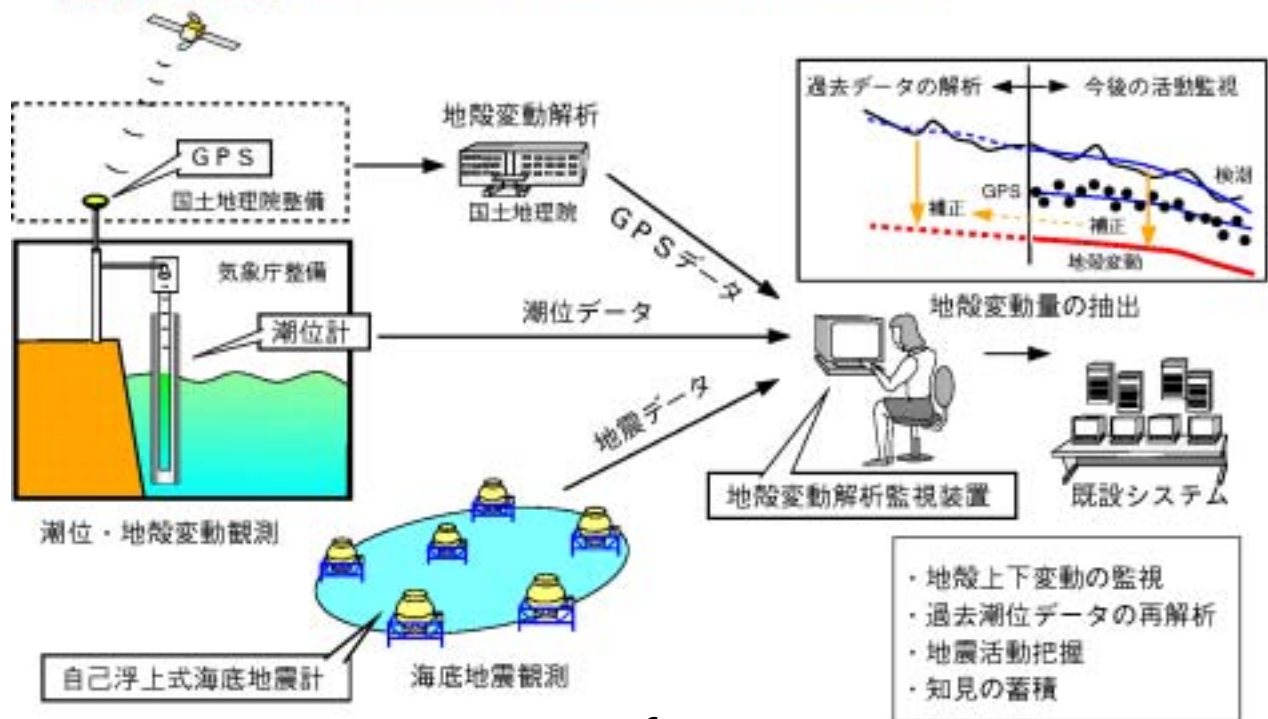 GPS
国土地理院整備
気象庁整備
潮位計
潮位・地殻変動観測
地殻変動解析
国土地理院
GPSデータ
潮位データ
地震データ
自己浮上式海底地震計
海底地震観測
過去データの解析
今後の活動監視
検潮
GPS
補正
補正
地殻変動
地殻変動量の抽出
地殻変動解析監視装置
既設システム
・地殻上下変動の監視
・過去潮位データの再解析
・地震活動把握
・知見の蓄積